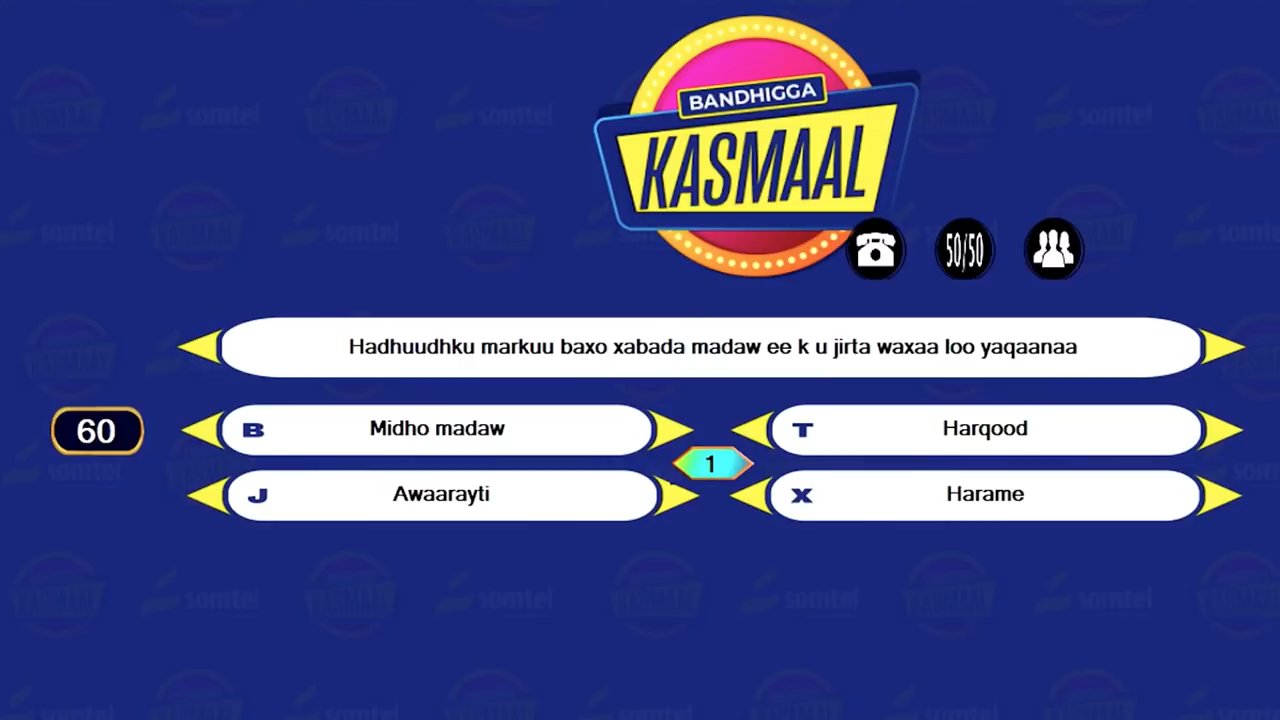 BANDHIGGA
KASMAAL
50/50
Hadhuudhku markuu baxo xabada madaw ee k u jirta waxaa loo yaqaanaa
60
B Midho madaw
T Harqood
1
J Awaarayti
X Harame
somtel